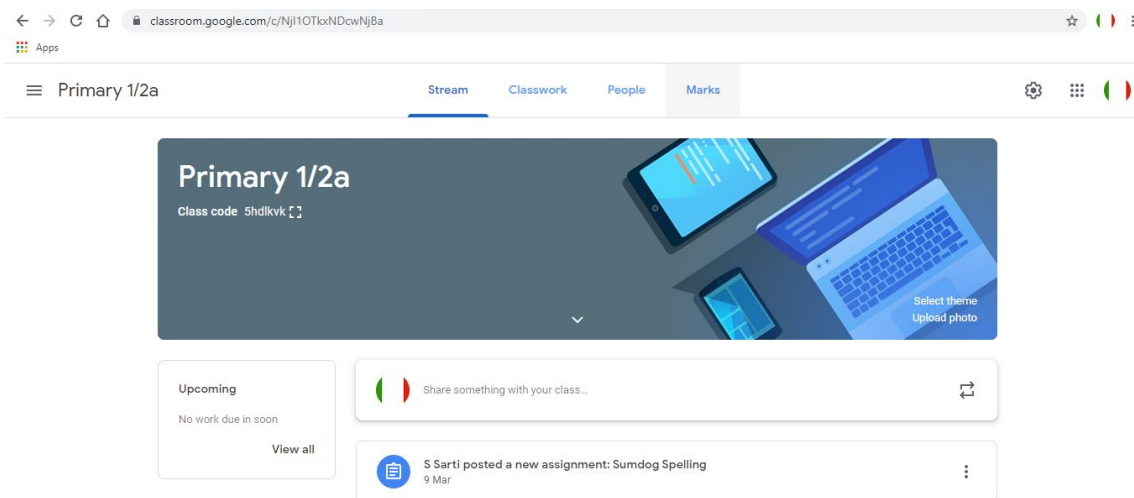 classroom.google.com/c/NjI1OTkxNDcwNjBa
Apps
Primary 1/2a
Stream Classwork People Marks
Primary 1/2a
Class code 5hdlkvk
Select theme
Upload photo
Upcoming
No work due in soon
View all
Share something with your class...
S Sarti posted a new assignment: Sumdog Spelling
9 Mar